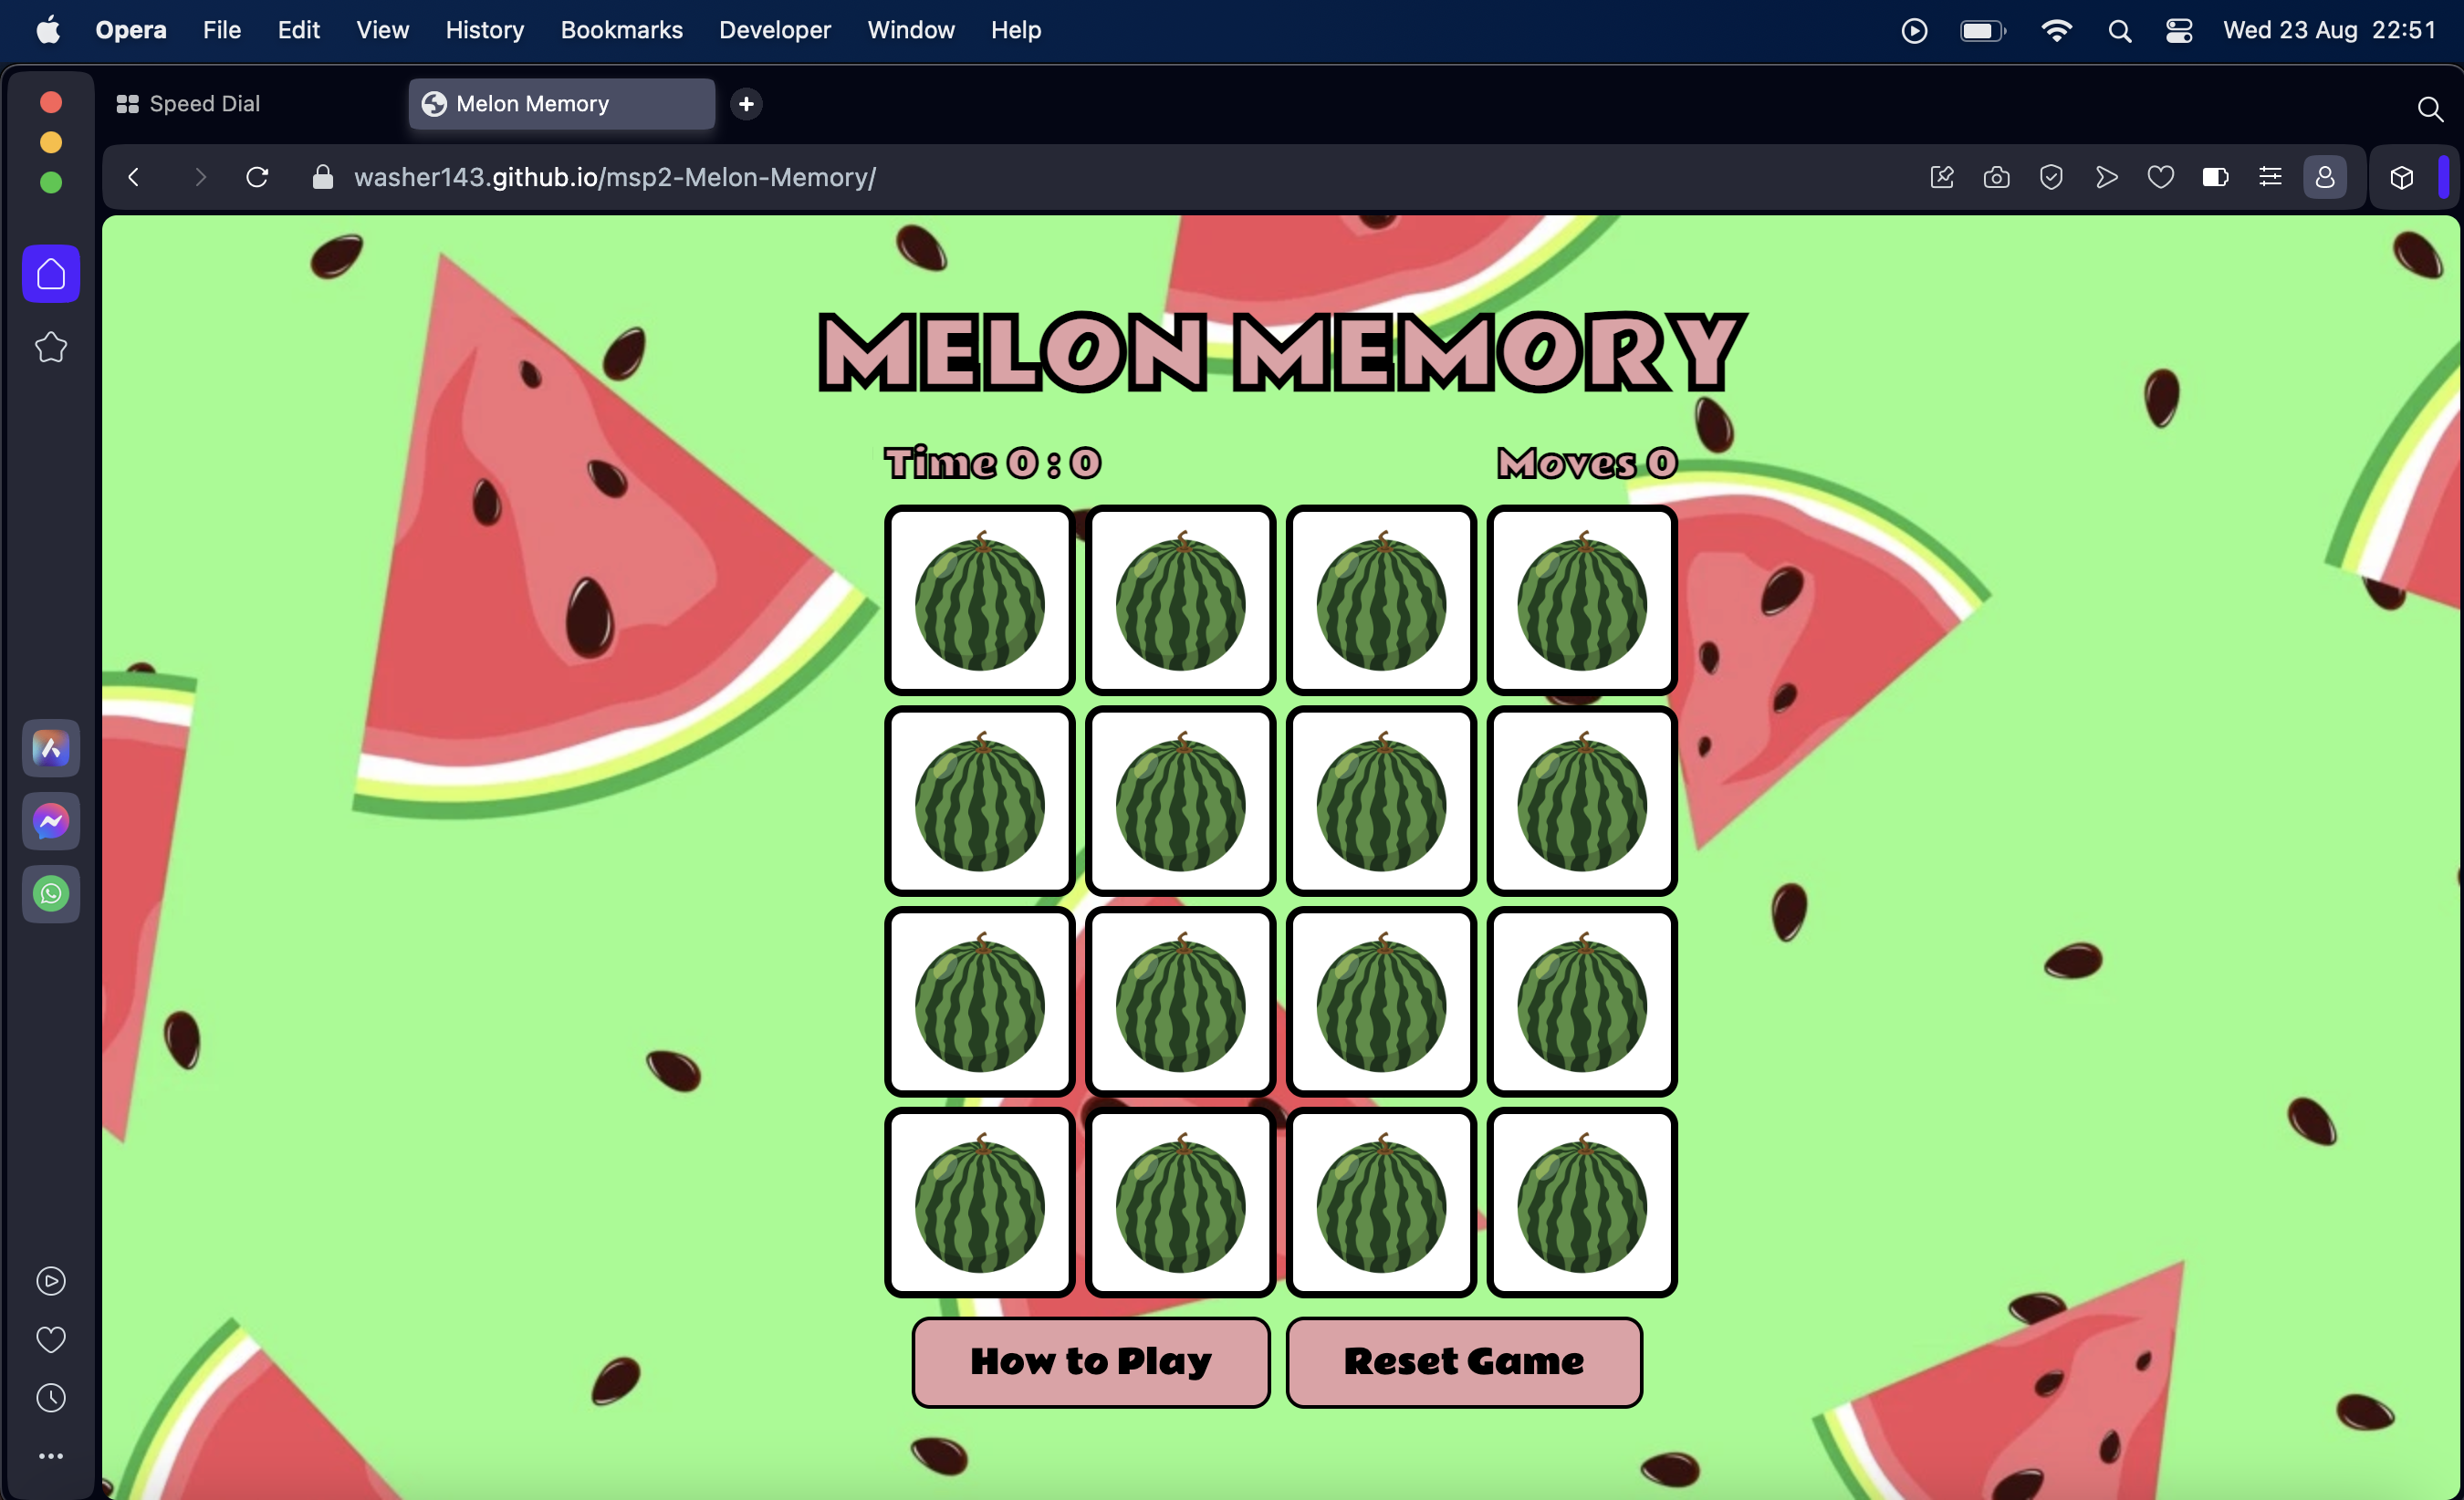 Opera File Edit View History Bookmarks Developer Window Help Wed 23 Aug 22:51
Speed Dial Melon Memory
washer143.github.io/msp2-Melon-Memory/
MELON MEMORY
Time 0 : 0 Moves 0
How to Play Reset Game